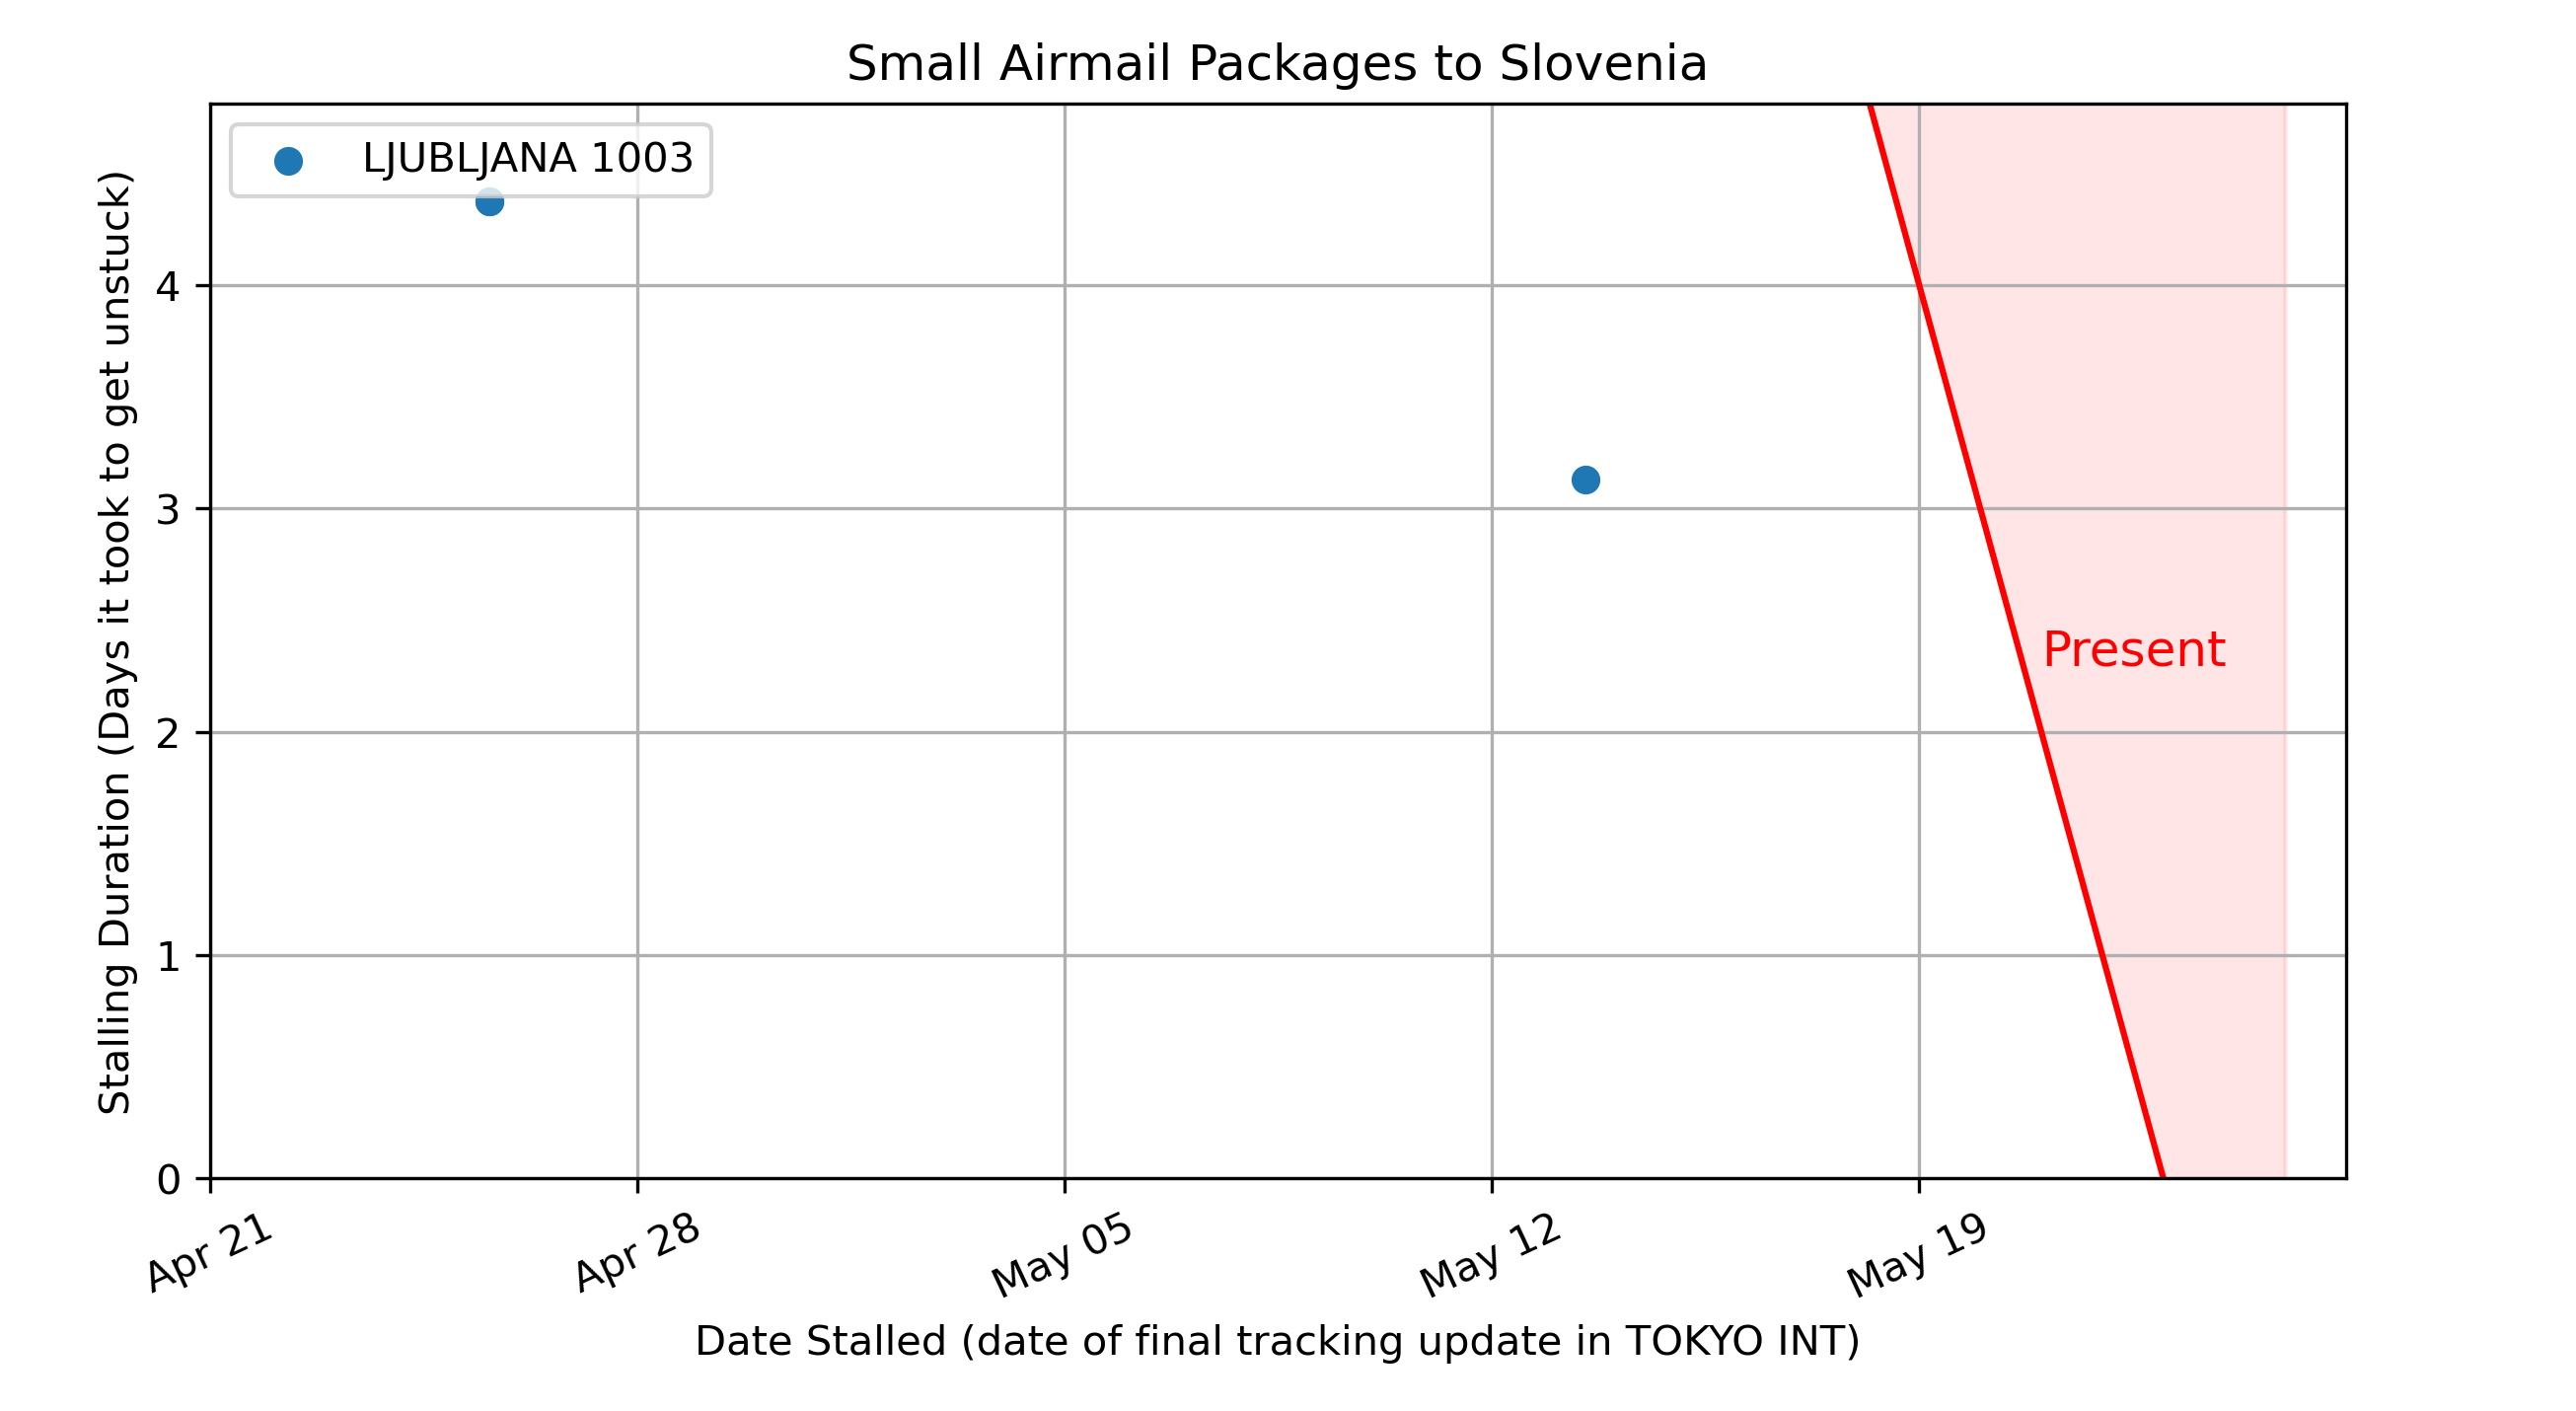 Small Airmail Packages to Slovenia
LJUBLJANA 1003
Stalling Duration (Days it took to get unstuck)
4
3
2
1
0
Present
Apr 21
Apr 28
May 05
May 12
May 19
Date Stalled (date of final tracking update in TOKYO INT)